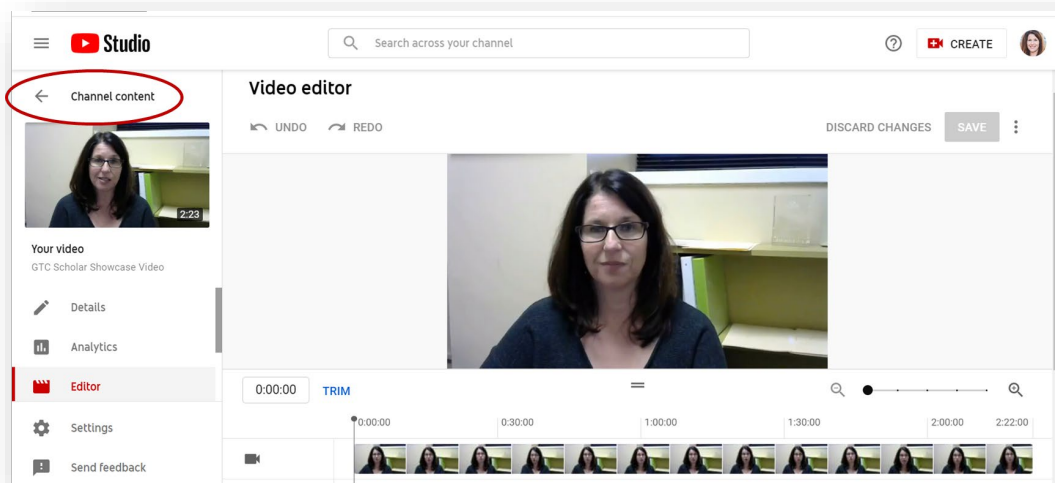 Studio
Search across your channel
CREATE
Channel content
2:23
Your video
GTC Scholar Showcase Video
Details
Analytics
Editor
Settings
Send feedback
Video editor
UNDO REDO
DISCARD CHANGES SAVE
0:00:00 TRIM
0:00:00 0:30:00 1:00:00 1:30:00 2:00:00 2:22:00